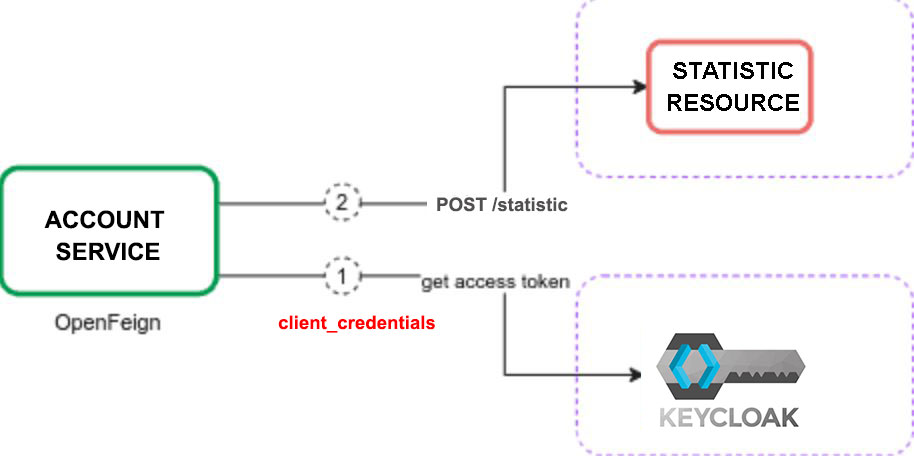 STATISTIC
RESOURCE
2
POST /statistic
ACCOUNT
SERVICE
1
get access token
OpenFeign
client_credentials
KEYCLOAK